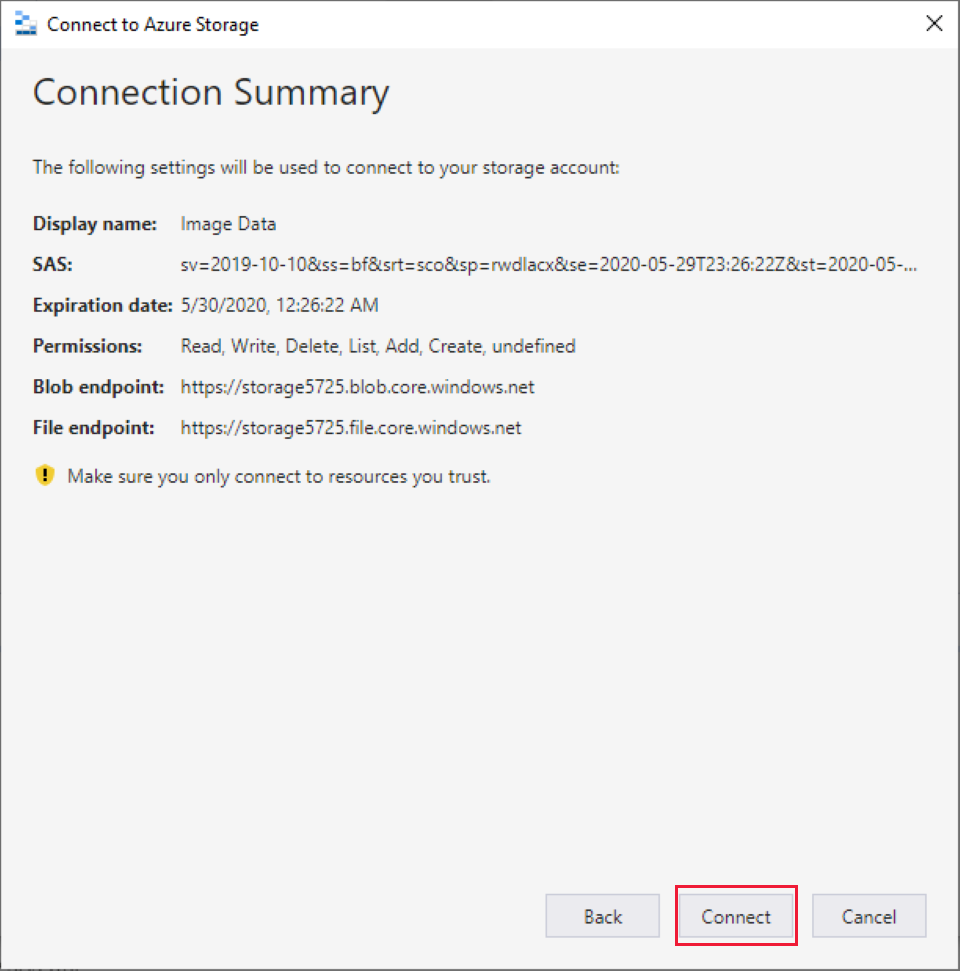 Connect to Azure Storage
Connection Summary
The following settings will be used to connect to your storage account:
Display name: Image Data
SAS: sv=2019-10-10&ss=bf&srt=sco&sp=rwdlacx&se=2020-05-29T23:26:22Z&st=2020-05-...
Expiration date: 5/30/2020, 12:26:22 AM
Permissions: Read, Write, Delete, List, Add, Create, undefined
Blob endpoint: https://storage5725.blob.core.windows.net
File endpoint: https://storage5725.file.core.windows.net
Make sure you only connect to resources you trust.
Back Connect Cancel